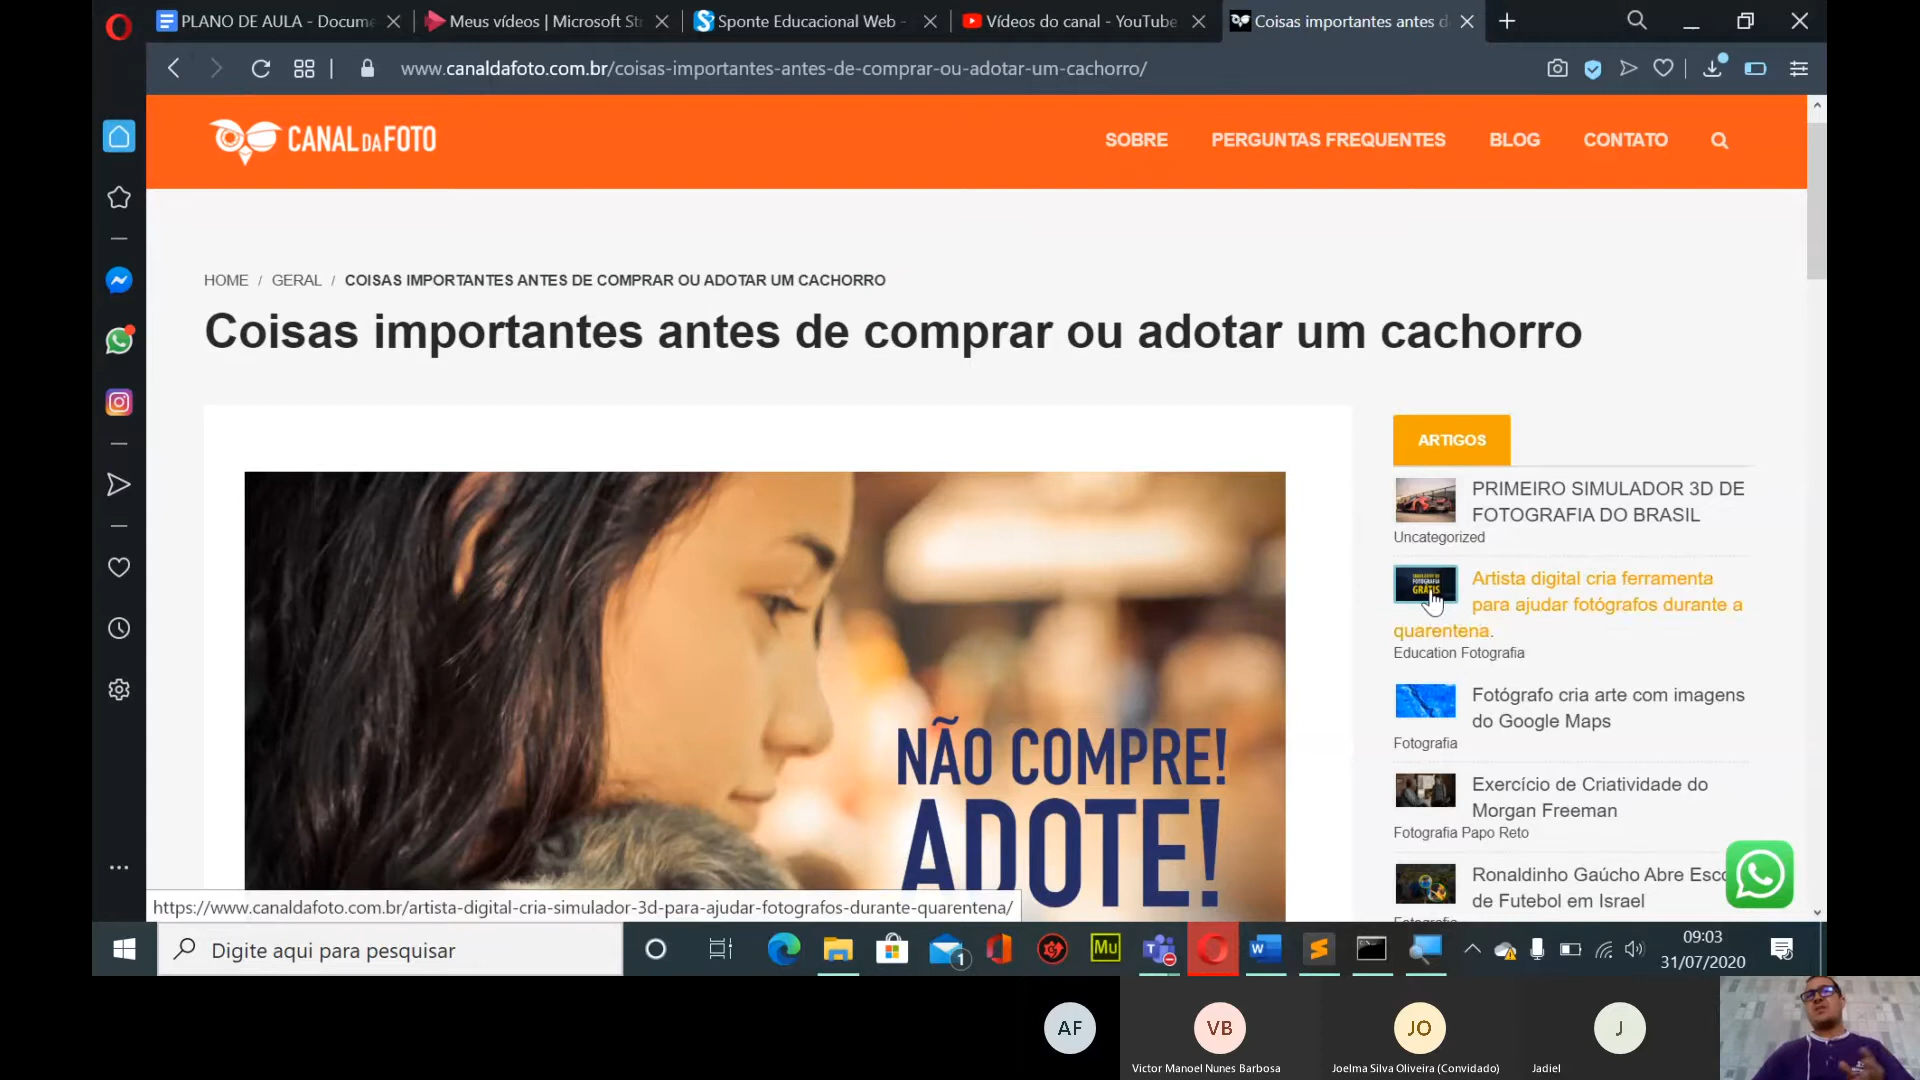 PLANO DE AULA - Docume
Meus vídeos | Microsoft Str
Sponte Educacional Web -
Vídeos do canal - YouTube
Coisas importantes antes d
www.canaldafoto.com.br/coisas-importantes-antes-de-comprar-ou-adotar-um-cachorro/
CANAL DA FOTO
SOBRE
PERGUNTAS FREQUENTES
BLOG
CONTATO
HOME / GERAL / COISAS IMPORTANTES ANTES DE COMPRAR OU ADOTAR UM CACHORRO
Coisas importantes antes de comprar ou adotar um cachorro
NÃO COMPRE!
ADOTE!
ARTIGOS
PRIMEIRO SIMULADOR 3D DE
FOTOGRAFIA DO BRASIL
Uncategorized
FOTOGRAFIA
GRÁTIS
Artista digital cria ferramenta
para ajudar fotógrafos durante a
quarentena.
Education Fotografia
Fotógrafo cria arte com imagens
do Google Maps
Fotografia
Exercício de Criatividade do
Morgan Freeman
Fotografia Papo Reto
Ronaldinho Gaúcho Abre Esco
de Futebol em Israel
Fotografia
https://www.canaldafoto.com.br/artista-digital-cria-simulador-3d-para-ajudar-fotografos-durante-quarentena/
Digite aqui para pesquisar
1
Mu
09:03
31/07/2020
AF
VB
JO
J
Victor Manoel Nunes Barbosa
Joelma Silva Oliveira (Convidado)
Jadiel